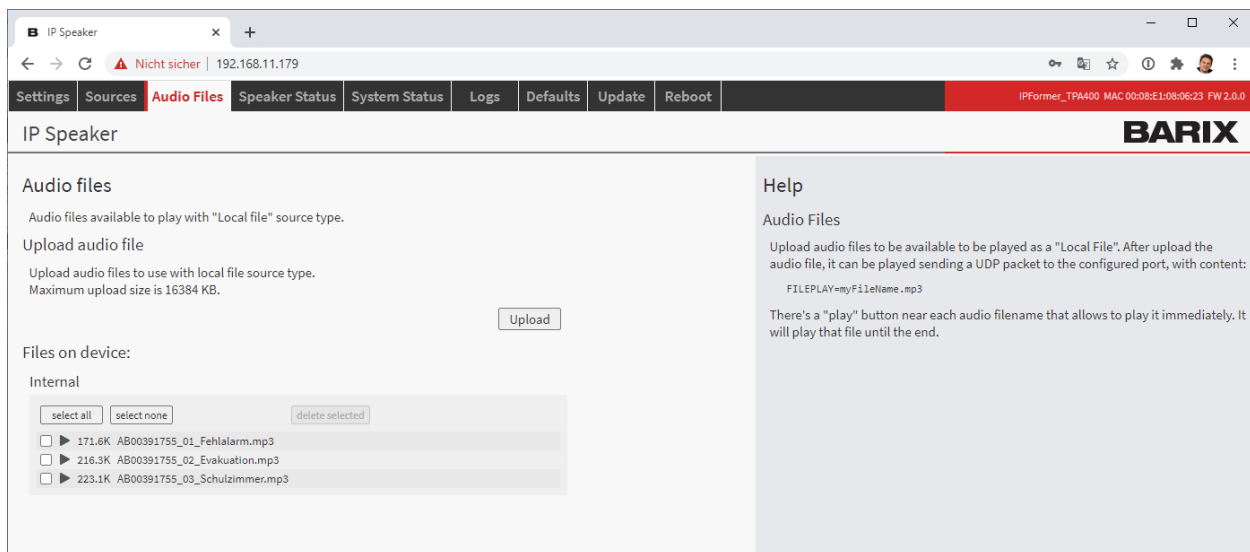 B IP Speaker
Nicht sicher | 192.168.11.179
Settings Sources Audio Files Speaker Status System Status Logs Defaults Update Reboot IPFormer_TPA400 MAC 00:08:E1:08:06:23 FW 2.0.0
IP Speaker
BARIX
Audio files
Audio files available to play with "Local file" source type.
Upload audio file
Upload audio files to use with local file source type.
Maximum upload size is 16384 KB.
Upload
Files on device:
Internal
select all select none delete selected
171.6K AB00391755_01_Fehlalarm.mp3
216.3K AB00391755_02_Evakuation.mp3
223.1K AB00391755_03_Schulzimmer.mp3
Help
Audio Files
Upload audio files to be available to be played as a "Local File". After upload the
audio file, it can be played sending a UDP packet to the configured port, with content:
FILEPLAY=myFileName.mp3
There's a "play" button near each audio filename that allows to play it immediately. It
will play that file until the end.